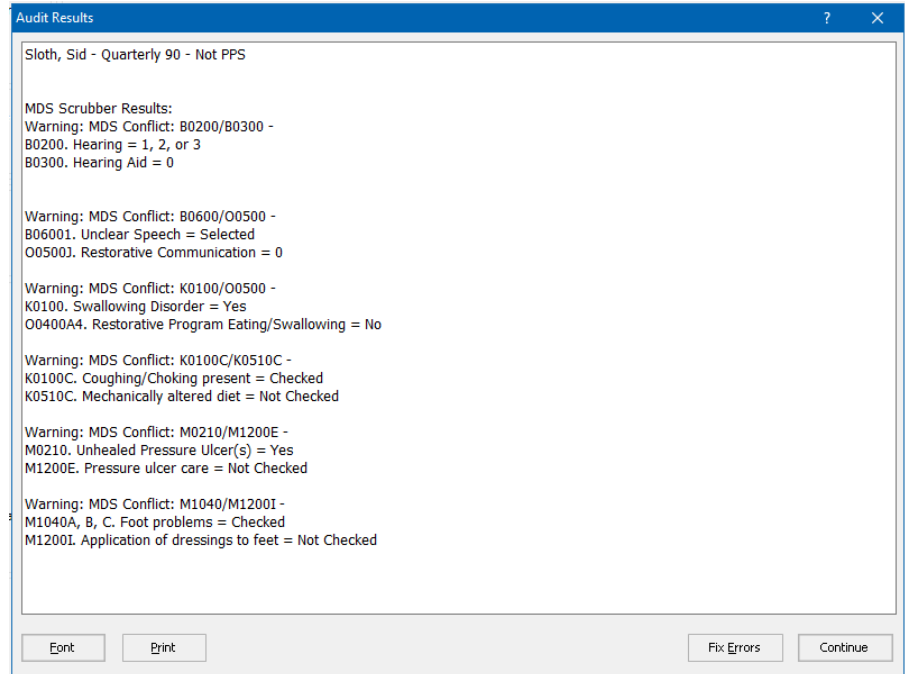 Audit Results
? ×
Sloth, Sid - Quarterly 90 - Not PPS
MDS Scrubber Results:
Warning: MDS Conflict: B0200/B0300 -
B0200. Hearing = 1, 2, or 3
B0300. Hearing Aid = 0
Warning: MDS Conflict: B0600/O0500 -
B06001. Unclear Speech = Selected
O0500J. Restorative Communication = 0
Warning: MDS Conflict: K0100/O0500 -
K0100. Swallowing Disorder = Yes
O0400A4. Restorative Program Eating/Swallowing = No
Warning: MDS Conflict: K0100C/K0510C -
K0100C. Coughing/Choking present = Checked
K0510C. Mechanically altered diet = Not Checked
Warning: MDS Conflict: M0210/M1200E -
M0210. Unhealed Pressure Ulcer(s) = Yes
M1200E. Pressure ulcer care = Not Checked
Warning: MDS Conflict: M1040/M1200I -
M1040A, B, C. Foot problems = Checked
M1200I. Application of dressings to feet = Not Checked
Font Print Fix Errors Continue